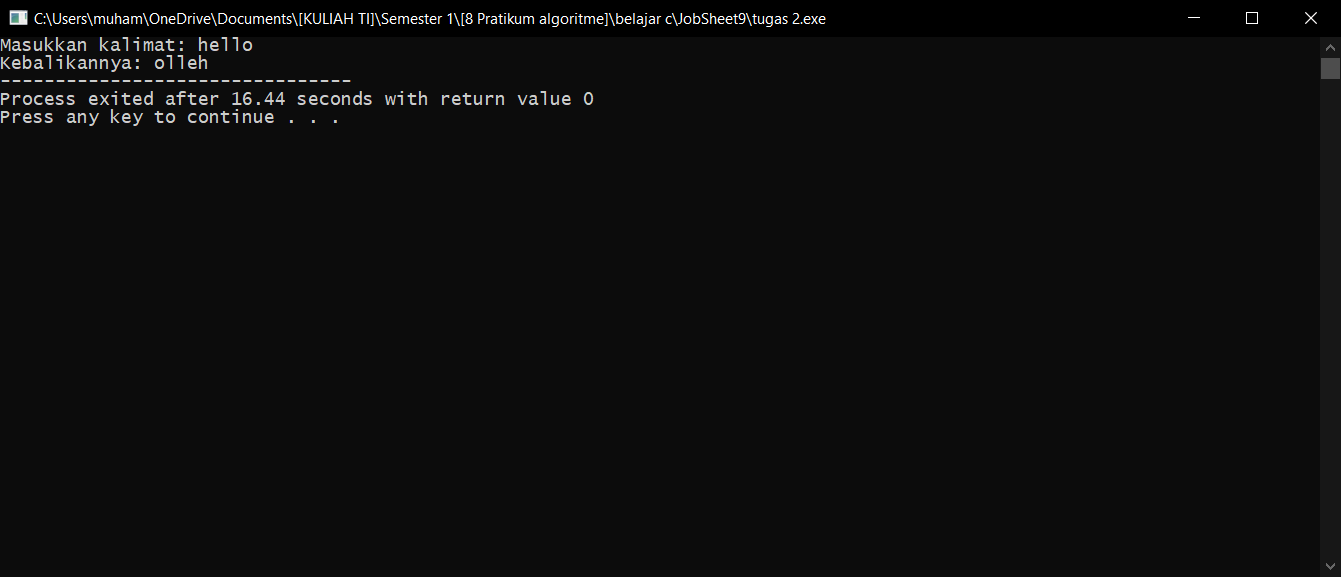 C:\Users\muham\OneDrive\Documents\[KULIAH TI]\Semester 1\[8 Pratikum algoritme]\belajar c\JobSheet9\tugas 2.exe
Masukkan kalimat: hello
Kebalikannya: olleh
--------------------------------
Process exited after 16.44 seconds with return value 0
Press any key to continue . . .